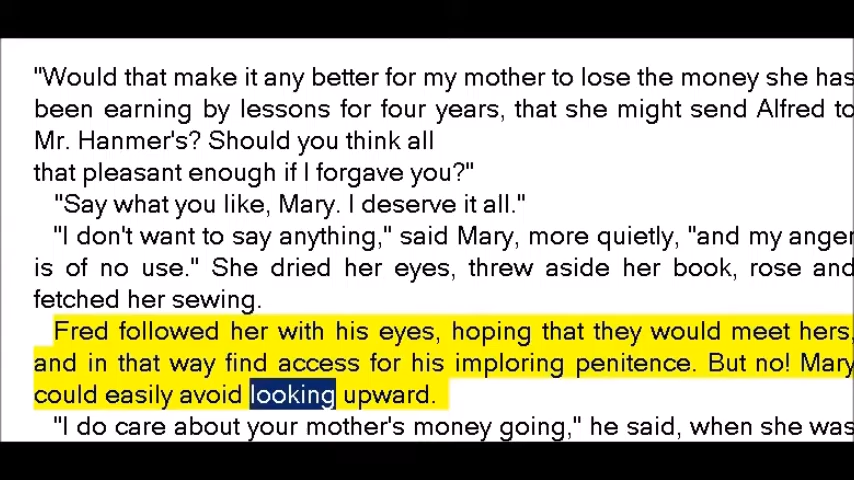 "Would that make it any better for my mother to lose the money she has
been earning by lessons for four years, that she might send Alfred to
Mr. Hanmer's? Should you think all
that pleasant enough if I forgave you?"
"Say what you like, Mary. I deserve it all."
"I don't want to say anything," said Mary, more quietly, "and my anger
is of no use." She dried her eyes, threw aside her book, rose and
fetched her sewing.
Fred followed her with his eyes, hoping that they would meet hers,
and in that way find access for his imploring penitence. But no! Mary
could easily avoid looking upward.
"I do care about your mother's money going," he said, when she was